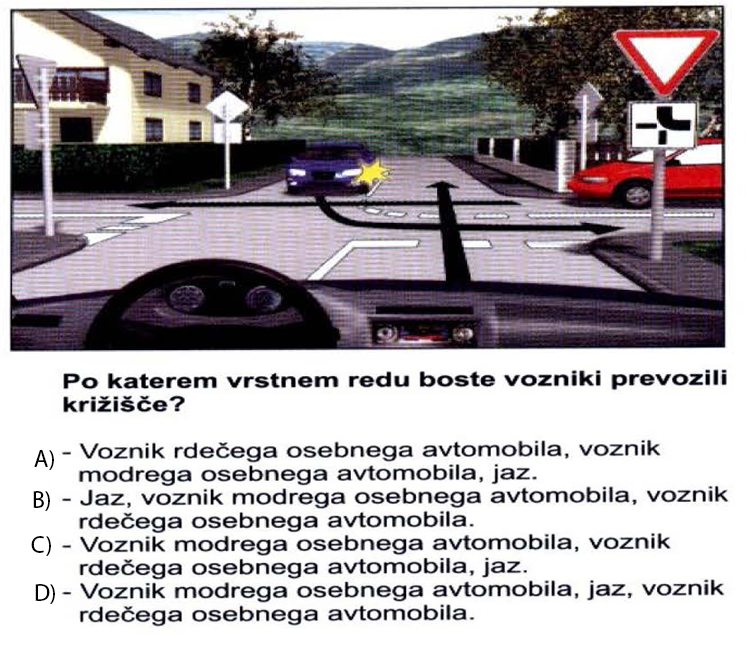 Po katerem vrstnem redu boste vozniki prevozili
križišče?
A) - Voznik rdečega osebnega avtomobila, voznik
modrega osebnega avtomobila, jaz.
B) - Jaz, voznik modrega osebnega avtomobila, voznik
rdečega osebnega avtomobila.
C) - Voznik modrega osebnega avtomobila, voznik
rdečega osebnega avtomobila, jaz.
D) - Voznik modrega osebnega avtomobila, jaz, voznik
rdečega osebnega avtomobila.